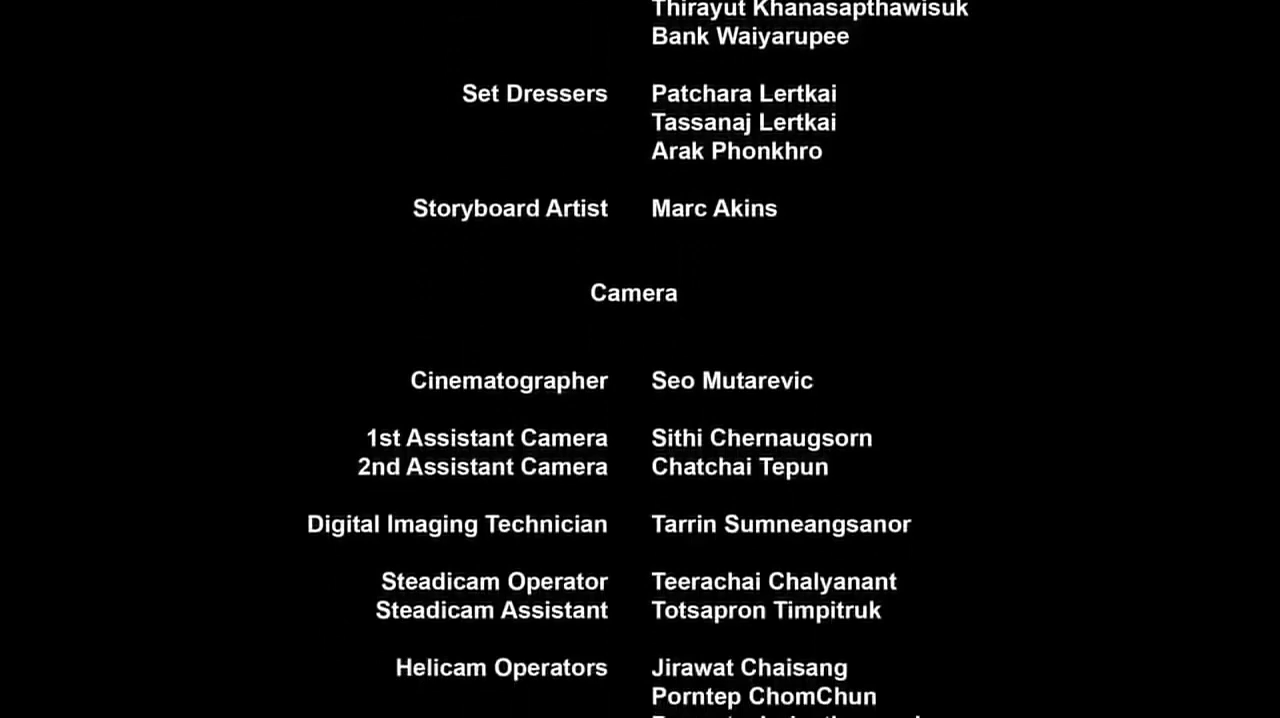 Thirayut Khanasapthawisuk
Bank Waiyarupee
Set Dressers Patchara Lertkai
Tassanaj Lertkai
Arak Phonkhro
Storyboard Artist Marc Akins
Camera
Cinematographer Seo Mutarevic
1st Assistant Camera Sithi Chernaugsorn
2nd Assistant Camera Chatchai Tepun
Digital Imaging Technician Tarrin Sumneangsanor
Steadicam Operator Teerachai Chalyanant
Steadicam Assistant Totsapron Timpitruk
Helicam Operators Jirawat Chaisang
Porntep ChomChun